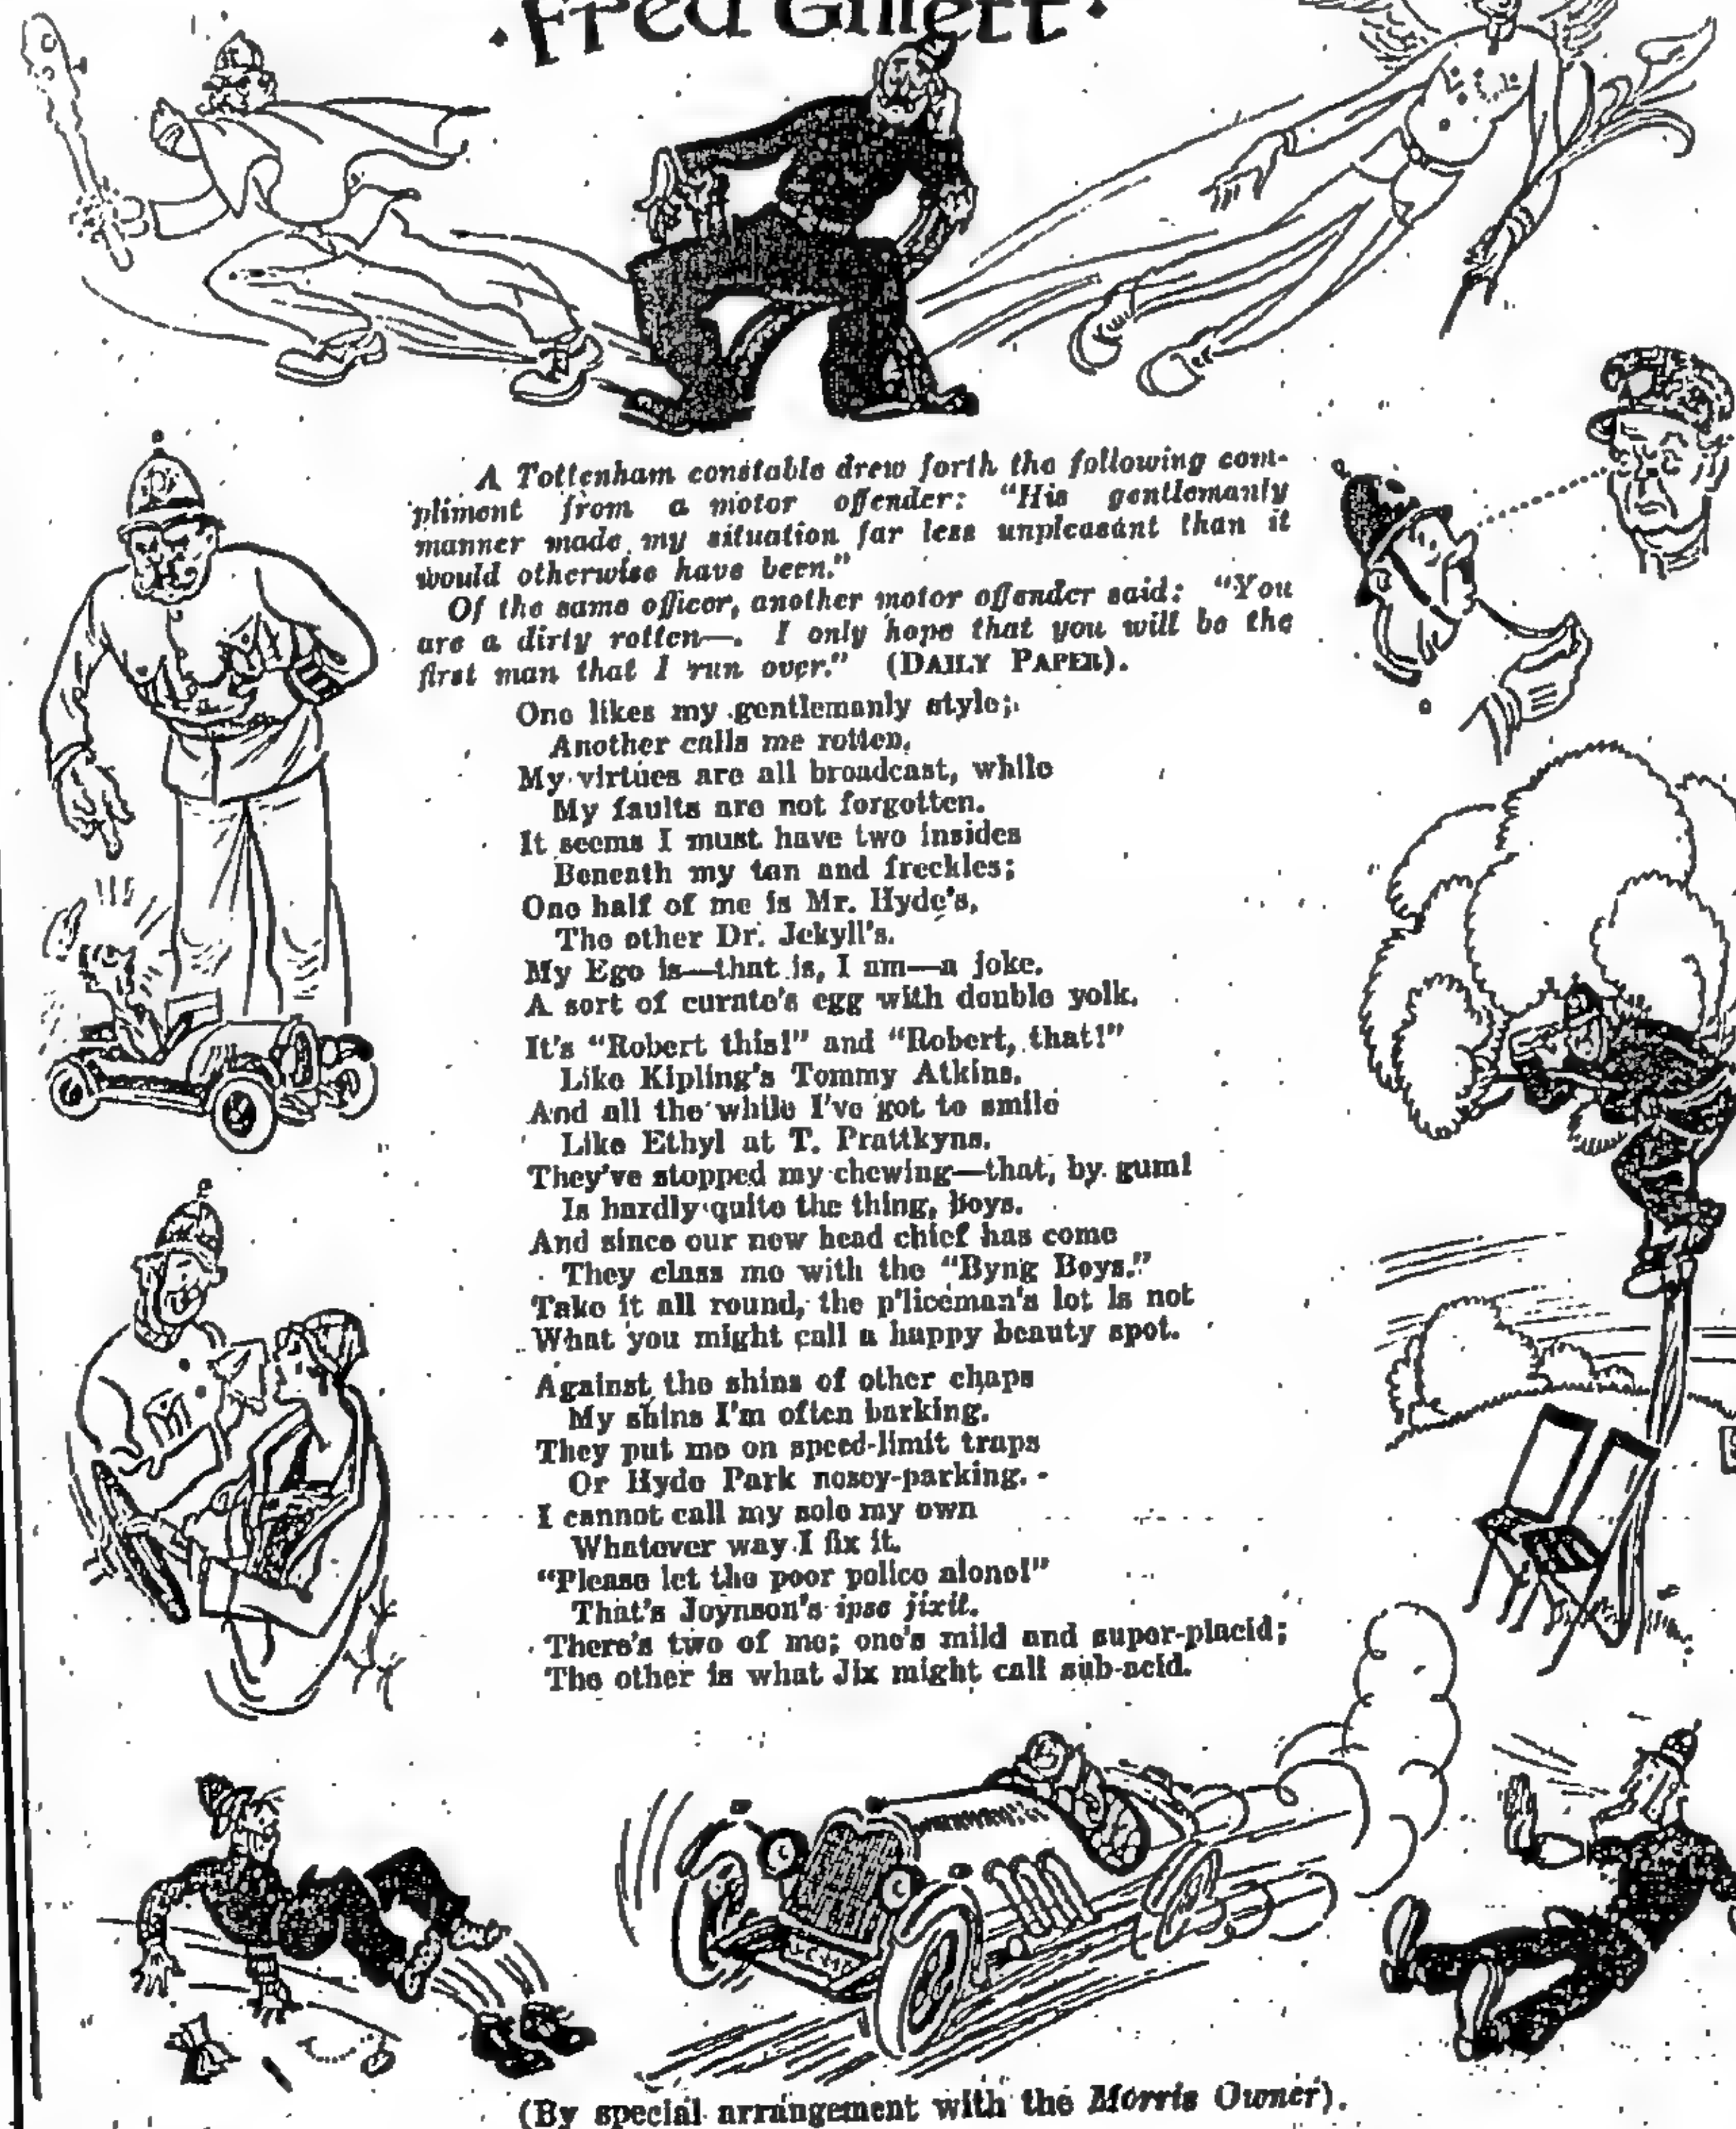 ·Fred Gillett·
A Tottenham constable drew forth the following com-
pliment from a motor offender: "His gentlemanly
manner made my situation far less unpleasant than it
would otherwise have been."
Of the same officer, another motor offender said: "You
are a dirty rotten—. I only hope that you will be the
first man that I run over." (DAILY PAPER).
One likes my gentlemanly style;
Another calls me rotten,
My virtues are all broadcast, while
My faults are not forgotten.
It seems I must have two insides
Beneath my tan and freckles;
One half of me is Mr. Hyde's,
The other Dr. Jekyll's.
My Ego is—that is, I am—a joke.
A sort of curate's egg with double yolk.
It's "Robert this!" and "Robert, that!"
Like Kipling's Tommy Atkins.
And all the while I've got to smile
Like Ethyl at T. Prattkyns.
They've stopped my chewing—that, by gum!
Is hardly quite the thing, boys.
And since our new head chief has come
They class me with the "Byng Boys."
Take it all round, the p'liceman's lot is not
What you might call a happy beauty spot.
Against the shins of other chaps
My shins I'm often barking.
They put me on speed-limit traps
Or Hyde Park nosey-parking.
I cannot call my sole my own
Whatever way I fix it.
"Please let the poor police alone!"
That's Joynson's ipse jixit.
There's two of me; one's mild and super-placid;
The other is what Jix might call sub-acid.
(By special arrangement with the Morris Owner).